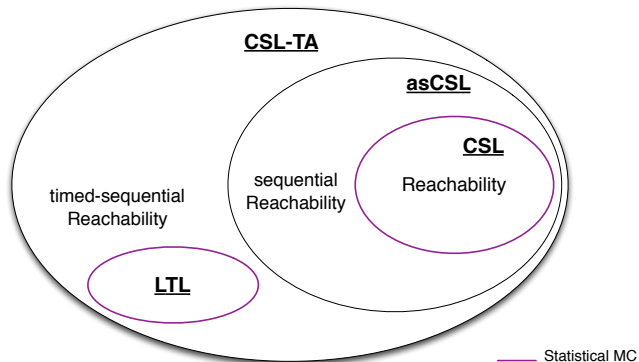 CSL-TA
asCSL
CSL
Reachability
sequential
Reachability
timed-sequential
Reachability
LTL
Statistical MC